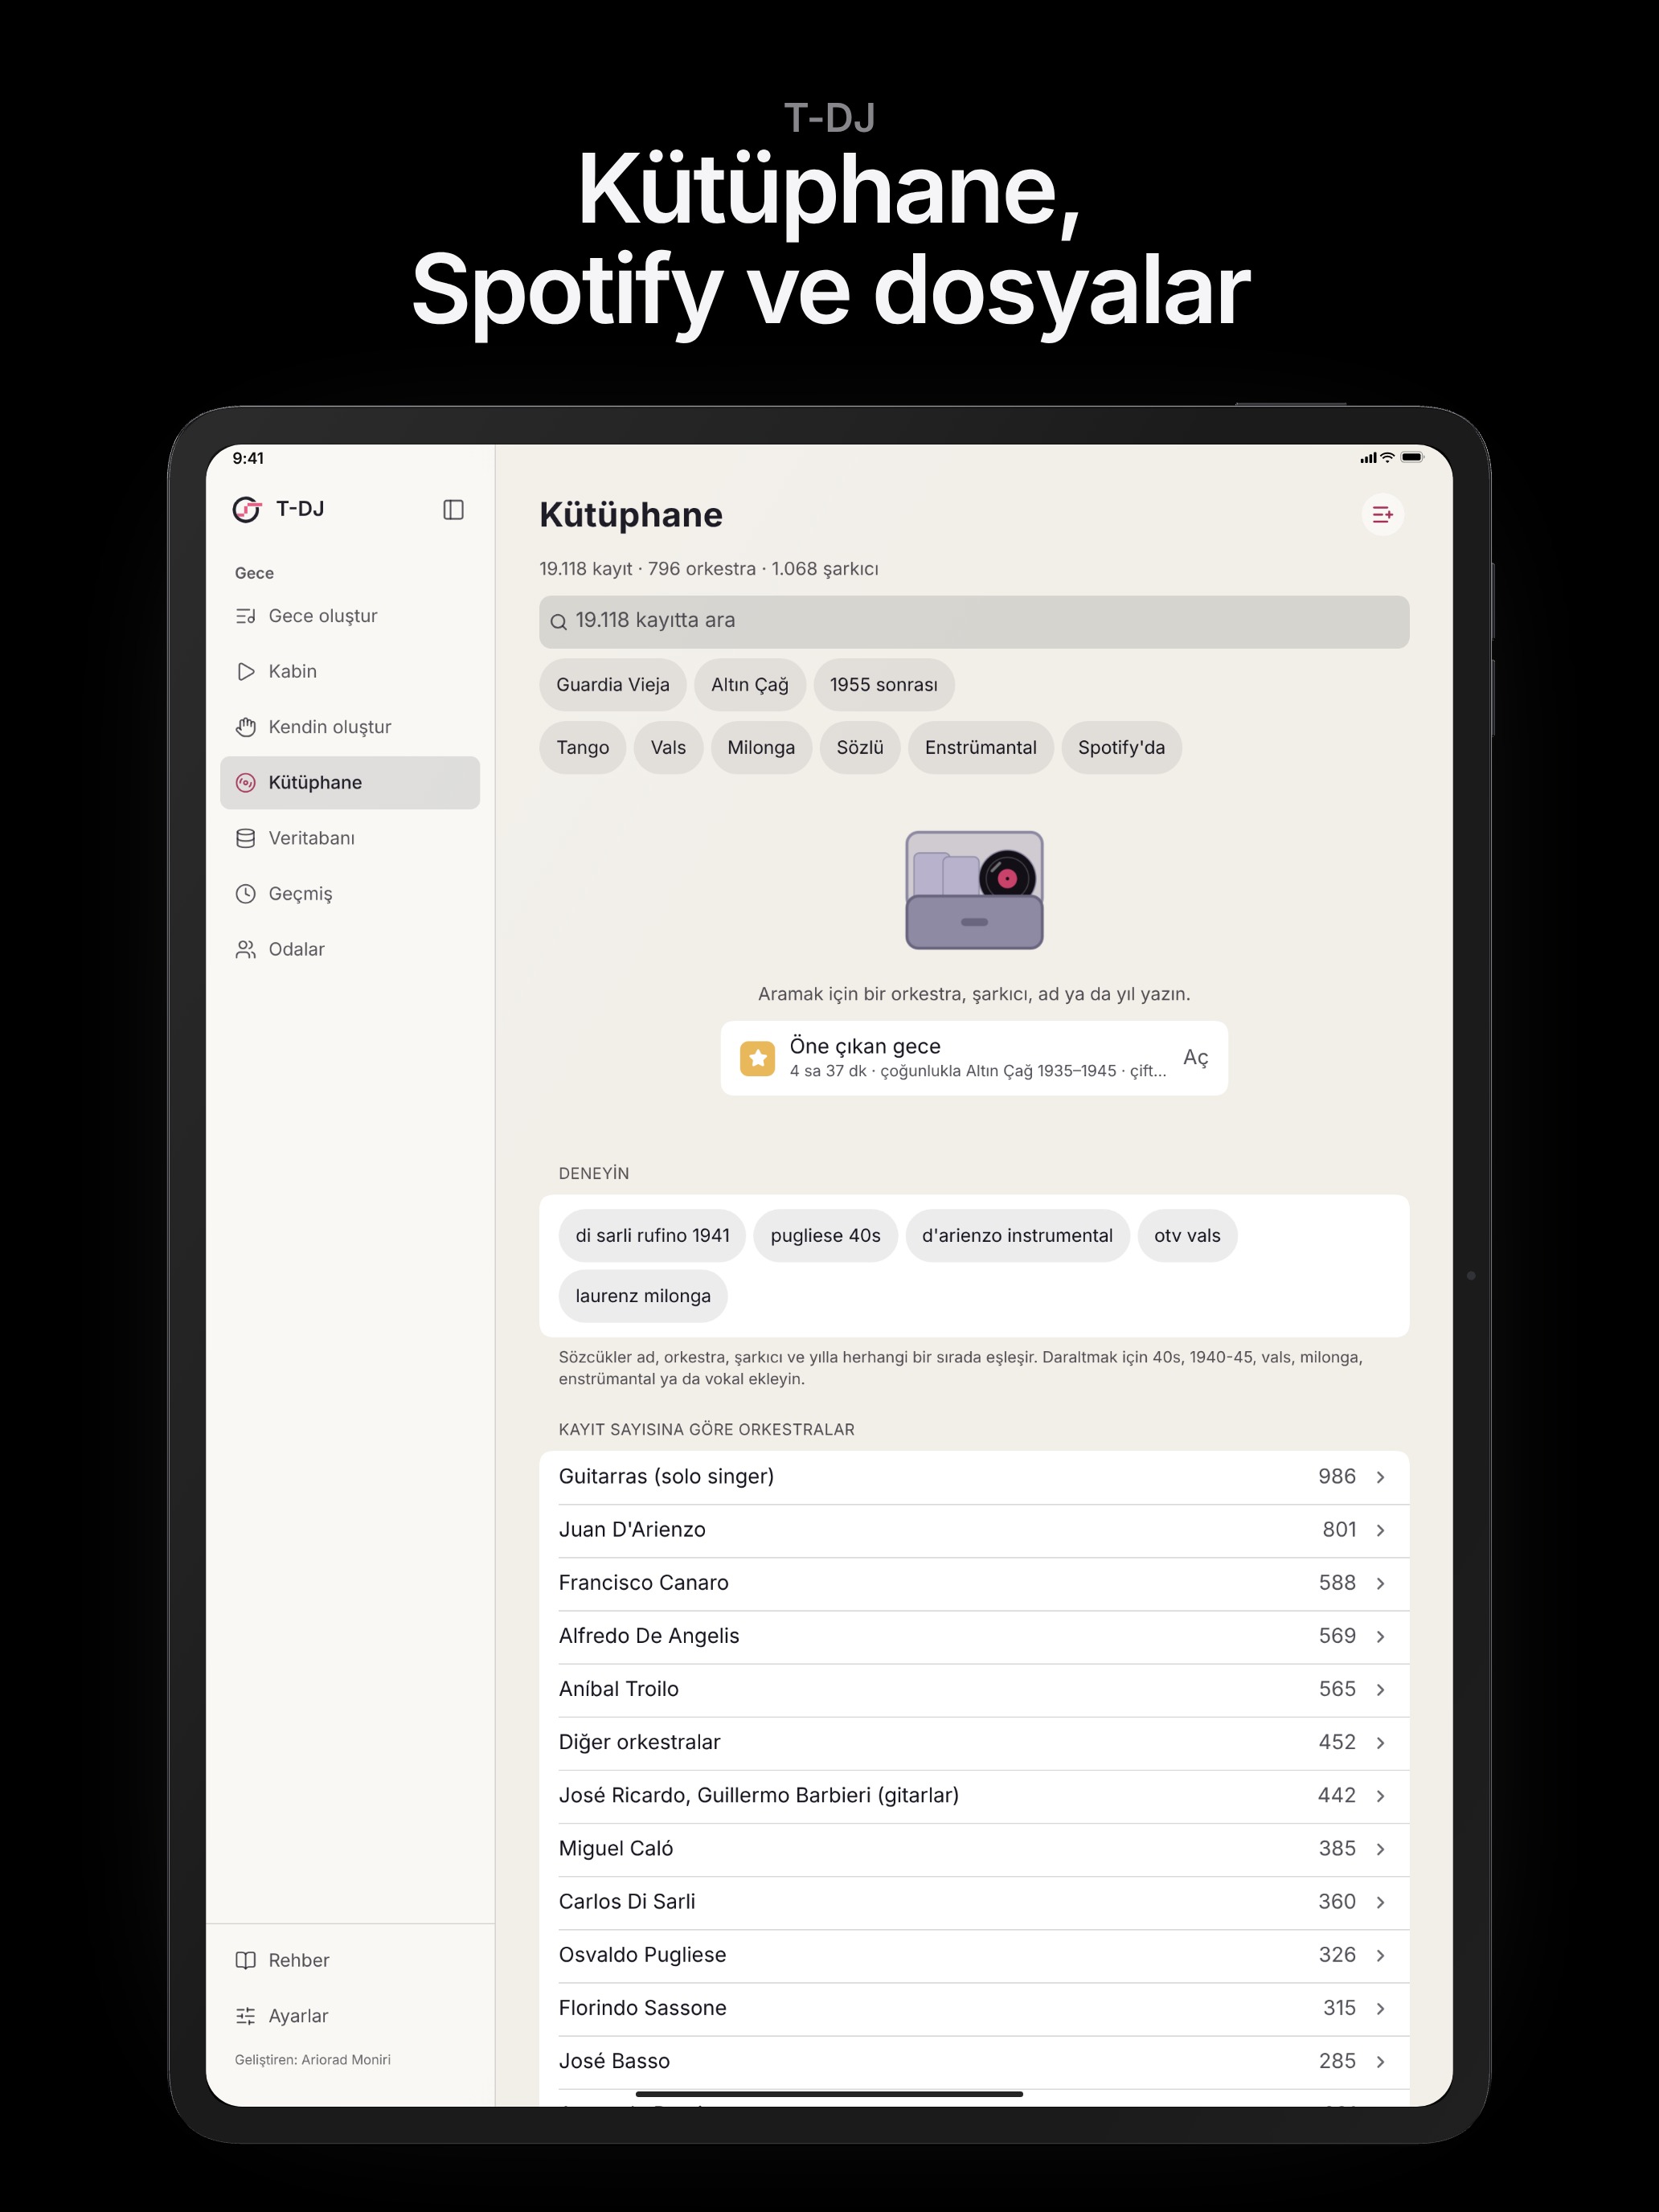 T-DJ
Kütüphane,
Spotify ve dosyalar
9:41
T-DJ
Gece
Gece oluştur
Kabin
Kendin oluştur
Kütüphane
Veritabanı
Geçmiş
Odalar
Rehber
Ayarlar
Geliştiren: Ariorad Moniri
Kütüphane
19.118 kayıt · 796 orkestra · 1.068 şarkıcı
19.118 kayıtta ara
Guardia Vieja Altın Çağ 1955 sonrası
Tango Vals Milonga Sözlü Enstrümantal Spotify'da
Aramak için bir orkestra, şarkıcı, ad ya da yıl yazın.
Öne çıkan gece
4 sa 37 dk · çoğunlukla Altın Çağ 1935–1945 · çift...
Aç
DENEYİN
di sarli rufino 1941 pugliese 40s d'arienzo instrumental otv vals
laurenz milonga
Sözcükler ad, orkestra, şarkıcı ve yılla herhangi bir sırada eşleşir. Daraltmak için 40s, 1940-45, vals, milonga,
enstrümantal ya da vokal ekleyin.
KAYIT SAYISINA GÖRE ORKESTRALAR
Guitarras (solo singer) 986
Juan D'Arienzo 801
Francisco Canaro 588
Alfredo De Angelis 569
Aníbal Troilo 565
Diğer orkestralar 452
José Ricardo, Guillermo Barbieri (gitarlar) 442
Miguel Caló 385
Carlos Di Sarli 360
Osvaldo Pugliese 326
Florindo Sassone 315
José Basso 285